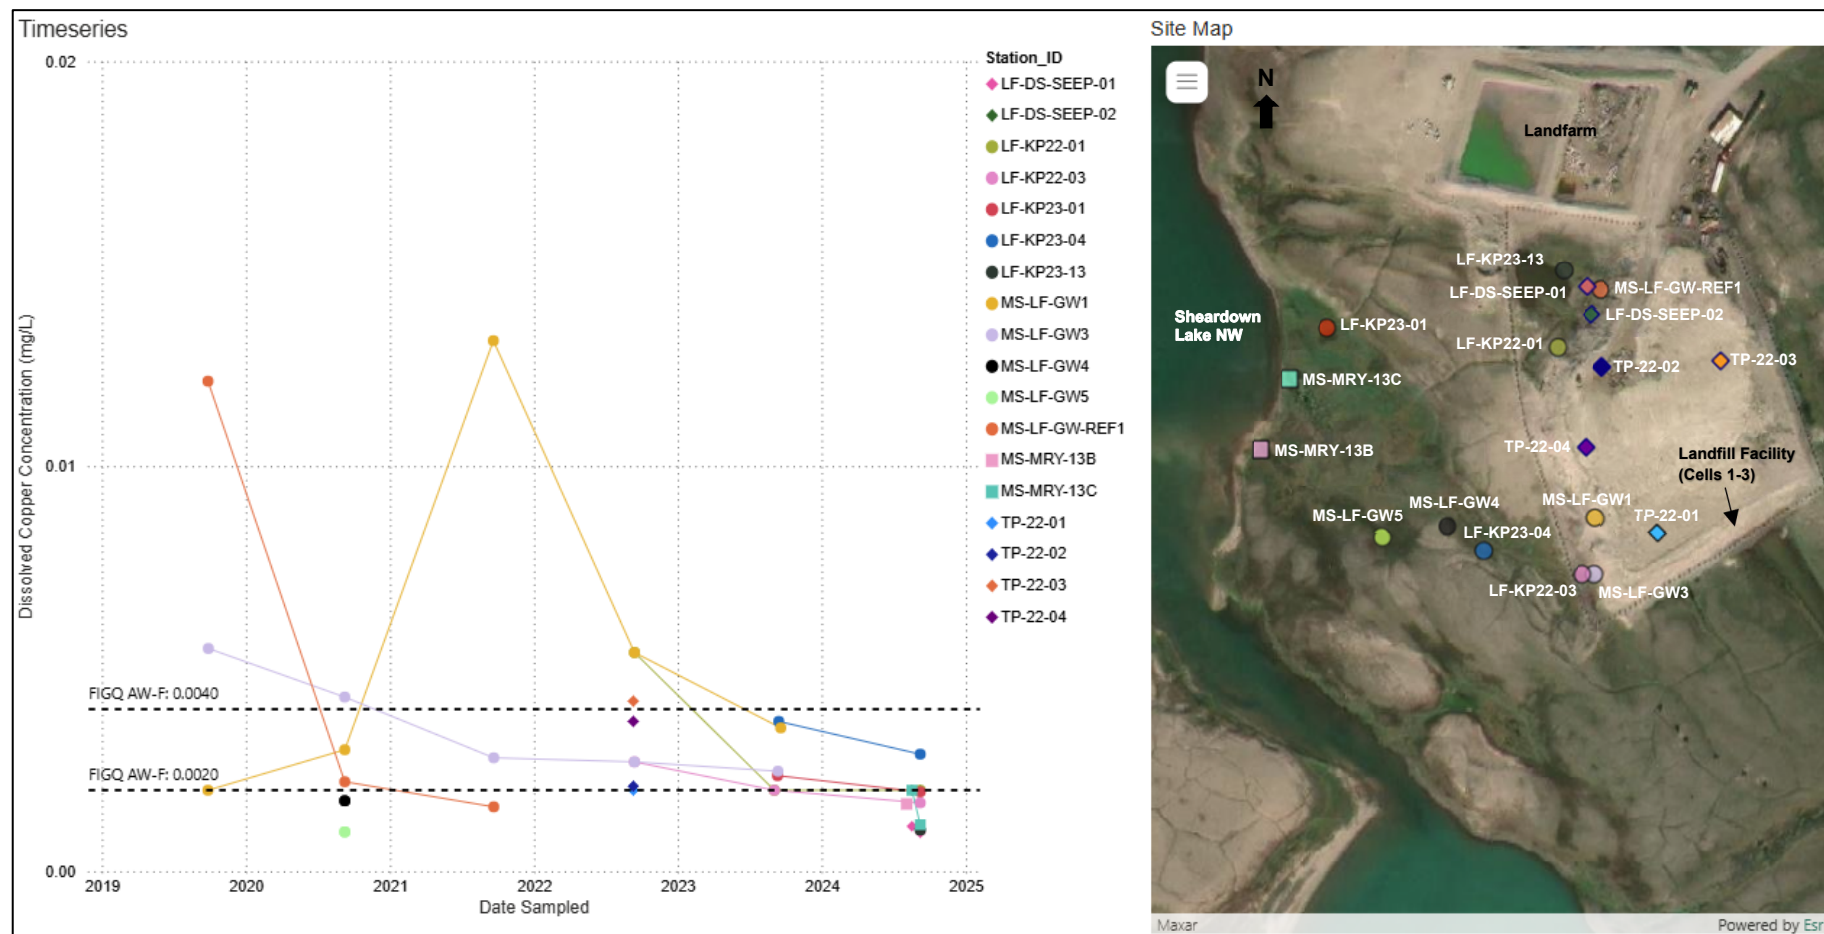 Timeseries
0.02
0.01
0.00
Dissolved Copper Concentration (mg/L)
FIGQ AW-F: 0.0040
FIGQ AW-F: 0.0020
2019 2020 2021 2022 2023 2024 2025
Date Sampled
Station_ID
LF-DS-SEEP-01
LF-DS-SEEP-02
LF-KP22-01
LF-KP22-03
LF-KP23-01
LF-KP23-04
LF-KP23-13
MS-LF-GW1
MS-LF-GW3
MS-LF-GW4
MS-LF-GW5
MS-LF-GW-REF1
MS-MRY-13B
MS-MRY-13C
TP-22-01
TP-22-02
TP-22-03
TP-22-04
Site Map
N
Landfarm
LF-KP23-13
LF-DS-SEEP-01 MS-LF-GW-REF1
Sheardown
Lake NW
LF-DS-SEEP-02
LF-KP23-01
LF-KP22-01
TP-22-03
TP-22-02
MS-MRY-13C
TP-22-04
MS-MRY-13B
Landfill Facility
(Cells 1-3)
MS-LF-GW1
MS-LF-GW4
TP-22-01
MS-LF-GW5
LF-KP23-04
LF-KP22-03 MS-LF-GW3
Maxar
Powered by Esr